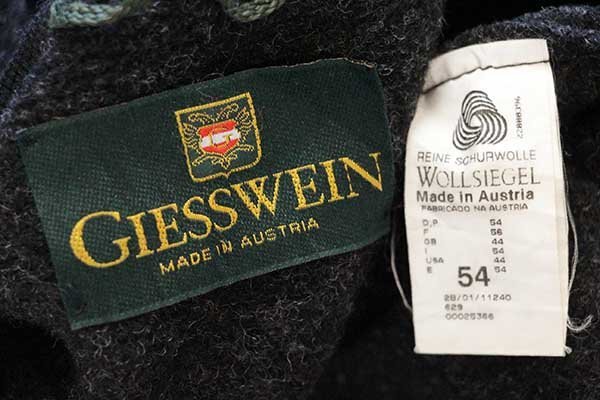 GIESSWEIN
MADE IN AUSTRIA
REINE SCHURWOLLE
WOLLSIEGEL
Made in Austria
FABRICADO NA AUSTRIA
D,P 54
F 56
GB 44
I 54
USA 44
E 54
54
28/01/11240
629
00025366